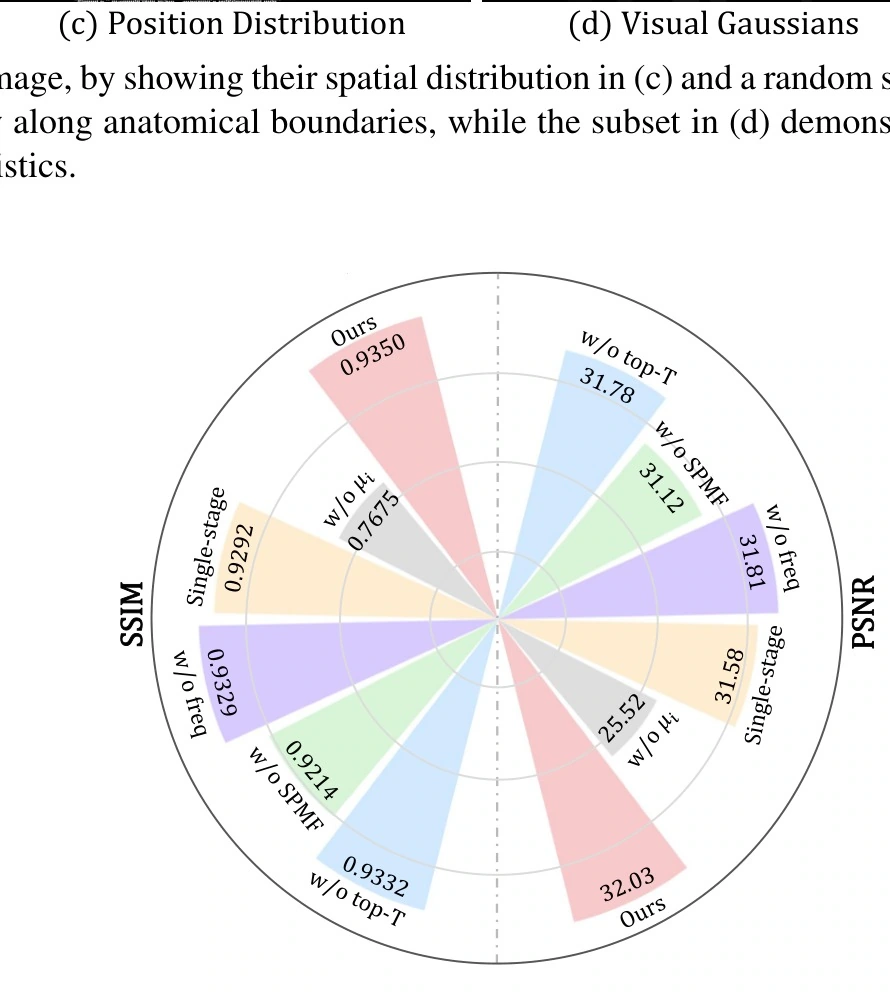 (c) Position Distribution
(d) Visual Gaussians
mage, by showing their spatial distribution in (c) and a random s
along anatomical boundaries, while the subset in (d) demons
istics.
Ours
0.9350
w/o top-T
31.78
w/o SPMF
31.12
w/o μi
0.7675
Single-stage
0.9292
w/o freq
31.81
SSIM
PSNR
w/o freq
0.9329
Single-stage
31.58
w/o μi
25.52
w/o SPMF
0.9214
w/o top-T
0.9332
Ours
32.03